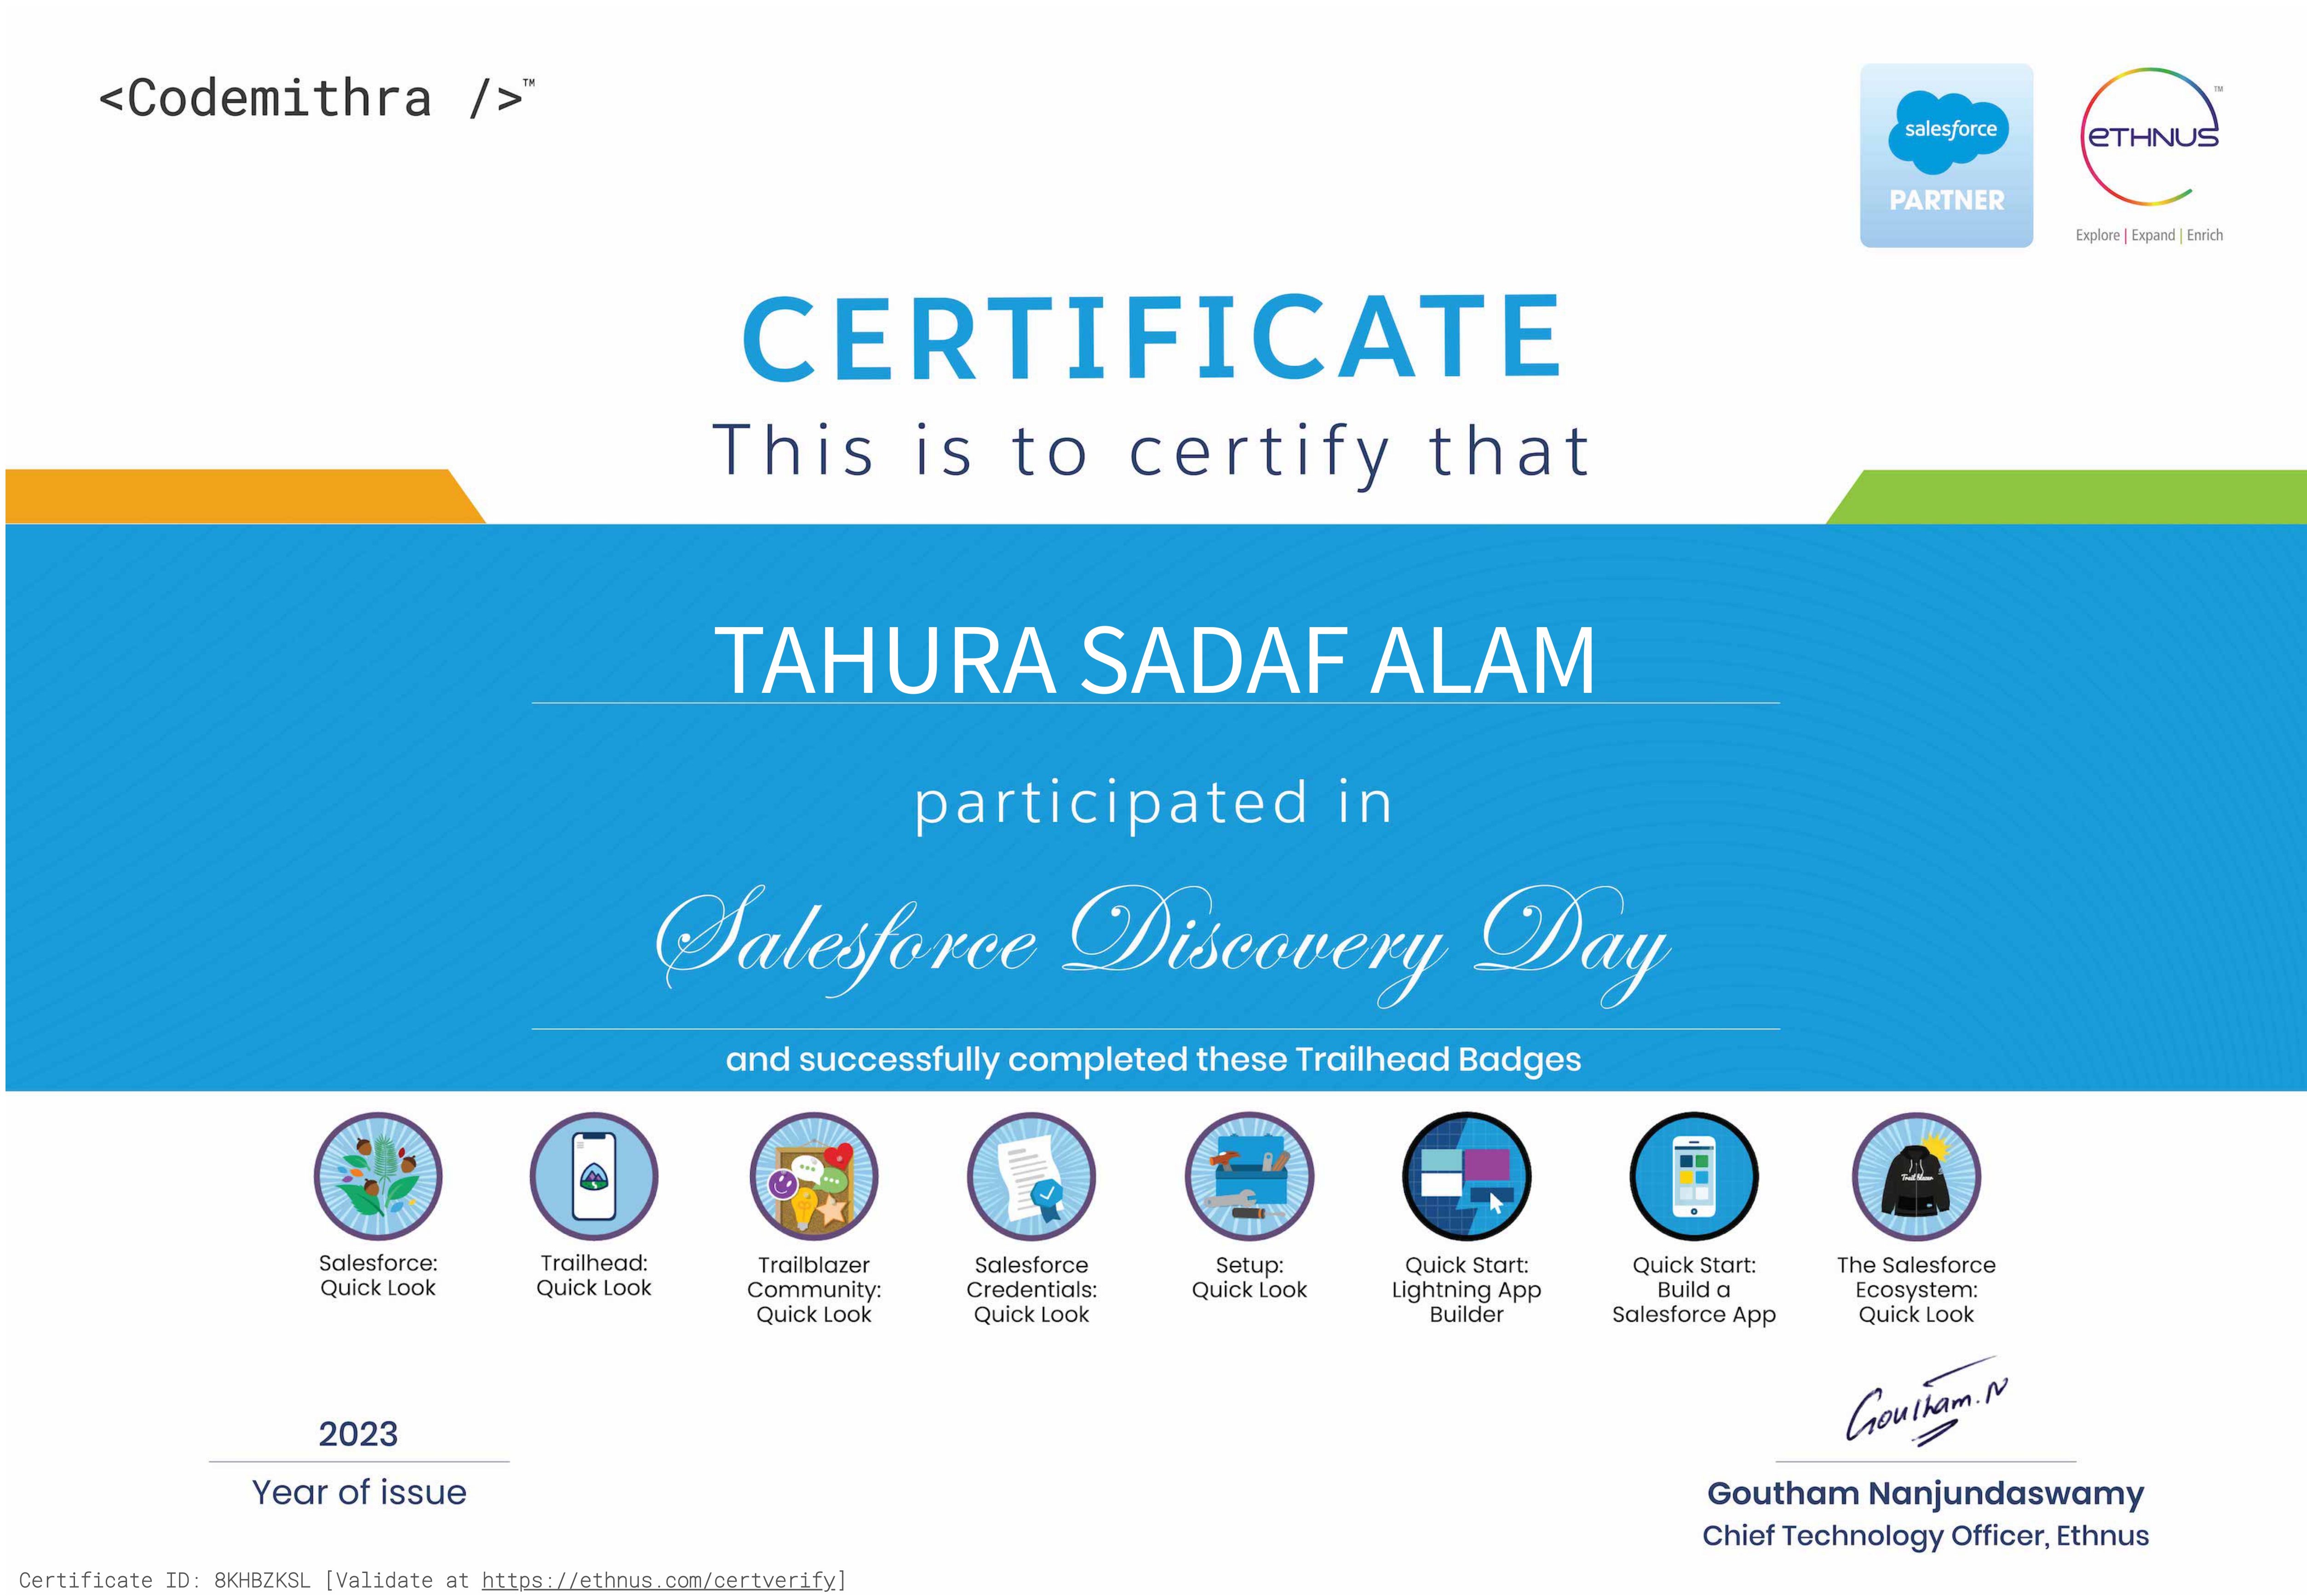 <Codemithra />™
salesforce
PARTNER
eTHNUS
TM
Explore | Expand | Enrich
CERTIFICATE
This is to certify that
TAHURA SADAF ALAM
participated in
Salesforce Discovery Day
and successfully completed these Trailhead Badges
Trailblazer
Salesforce:
Quick Look
Trailhead:
Quick Look
Trailblazer
Community:
Quick Look
Salesforce
Credentials:
Quick Look
Setup:
Quick Look
Quick Start:
Lightning App
Builder
Quick Start:
Build a
Salesforce App
The Salesforce
Ecosystem:
Quick Look
2023
Year of issue
Goutham.N
Goutham Nanjundaswamy
Chief Technology Officer, Ethnus
Certificate ID: 8KHBZKSL [Validate at https://ethnus.com/certverify]